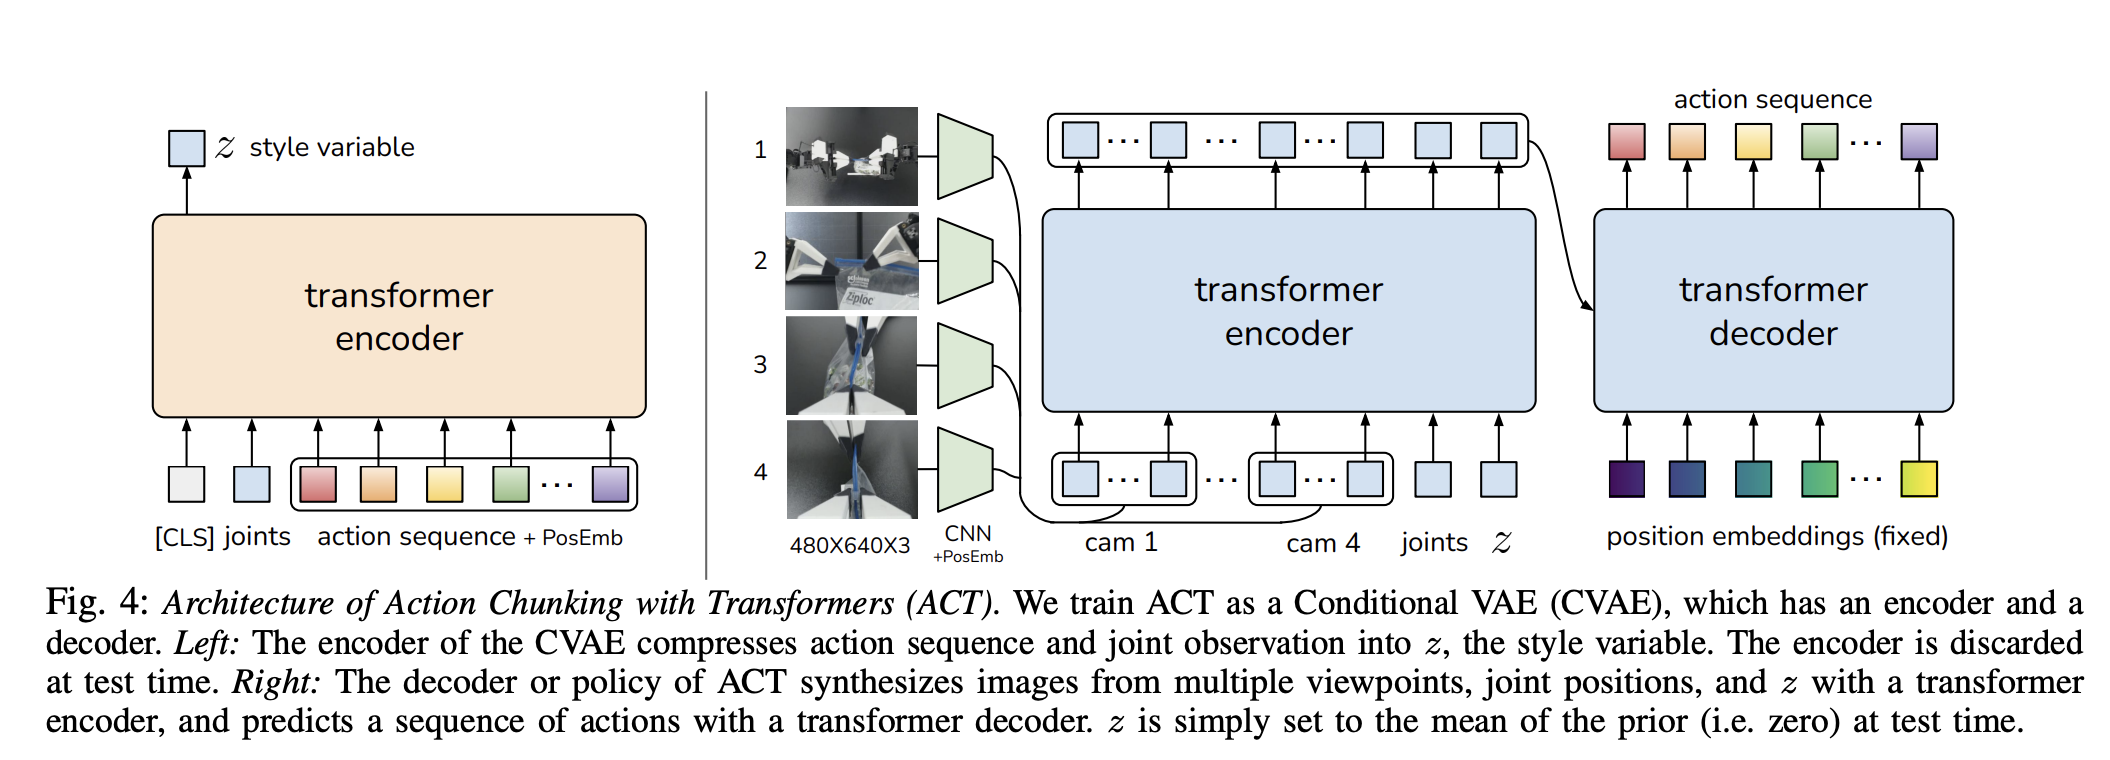 z style variable
transformer
encoder
[CLS] joints action sequence + PosEmb
1
2
Ziploc
3
4
480X640X3
CNN
+PosEmb
transformer
encoder
cam 1
cam 4
joints
z
action sequence
transformer
decoder
position embeddings (fixed)
Fig. 4: Architecture of Action Chunking with Transformers (ACT). We train ACT as a Conditional VAE (CVAE), which has an encoder and a
decoder. Left: The encoder of the CVAE compresses action sequence and joint observation into z, the style variable. The encoder is discarded
at test time. Right: The decoder or policy of ACT synthesizes images from multiple viewpoints, joint positions, and z with a transformer
encoder, and predicts a sequence of actions with a transformer decoder. z is simply set to the mean of the prior (i.e. zero) at test time.